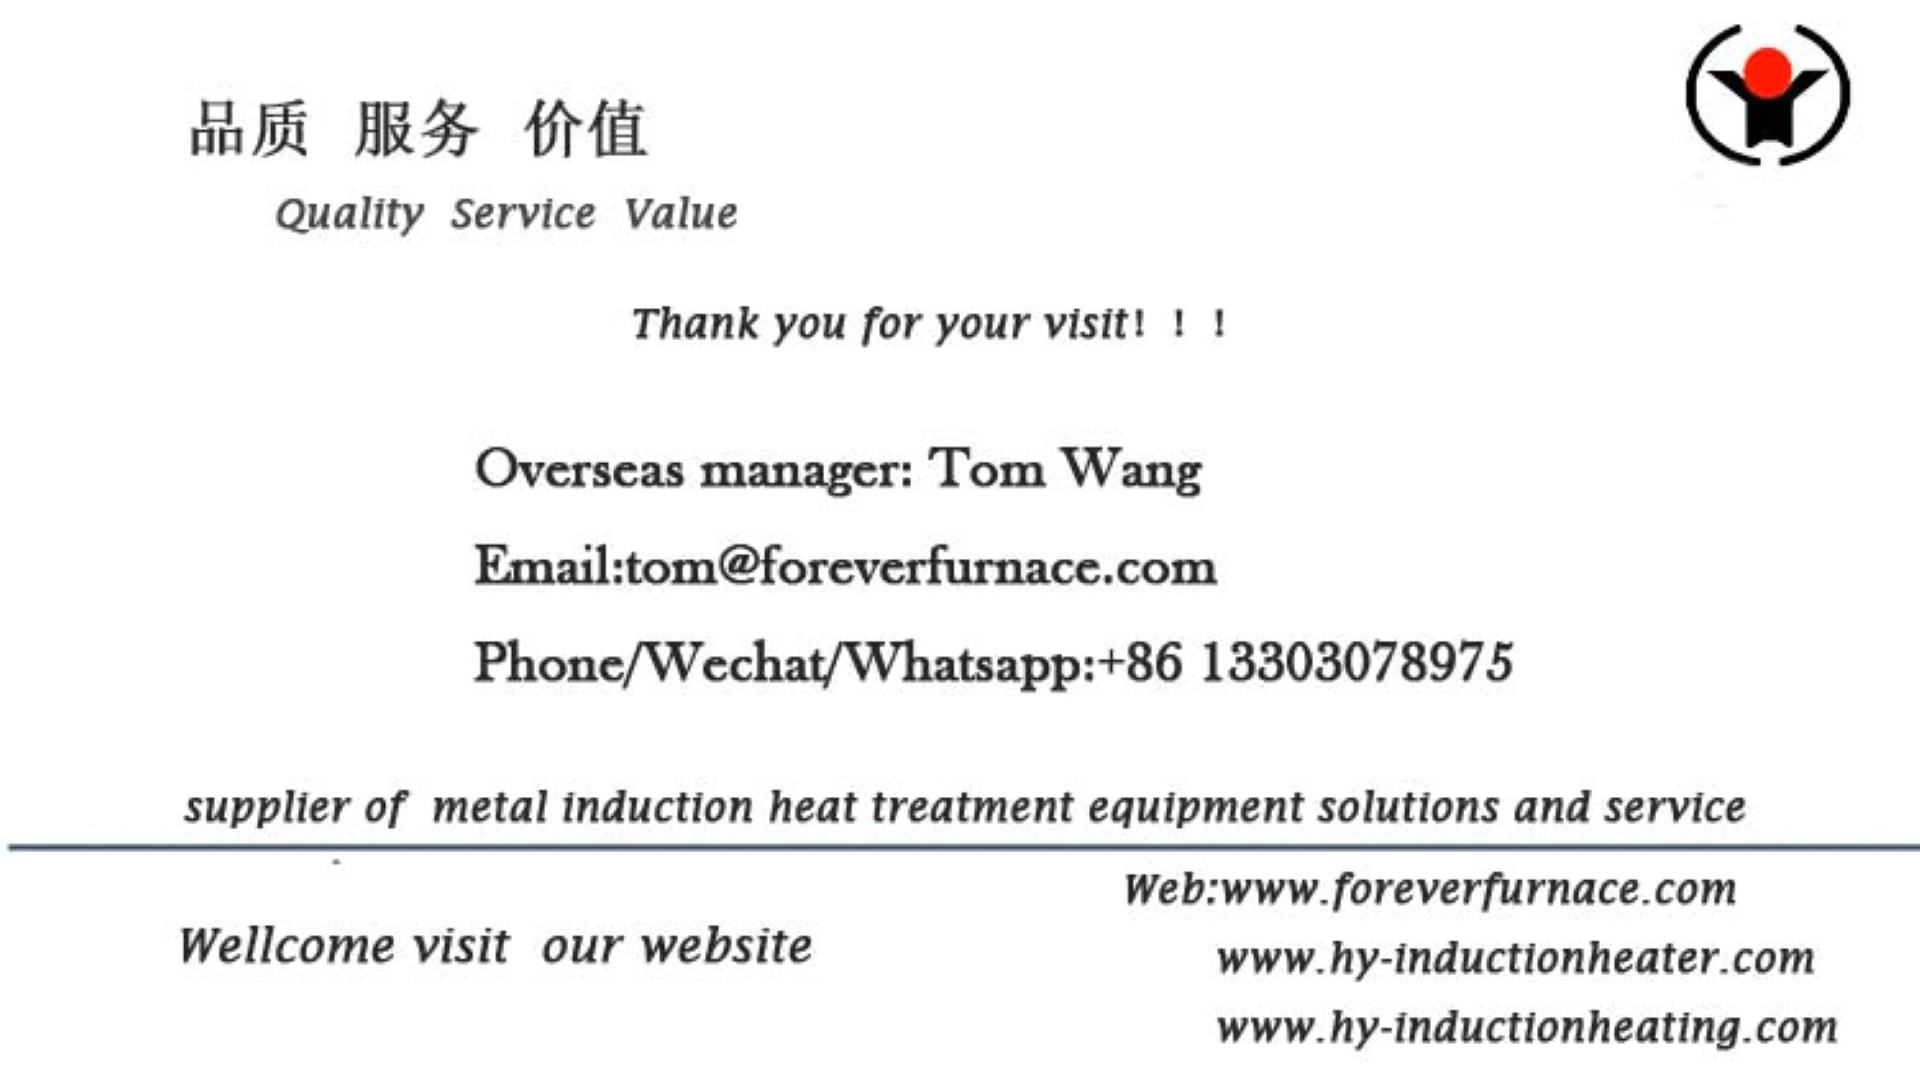 品质 服务 价值
Quality Service Value
Thank you for your visit! ! !
Overseas manager: Tom Wang
Email:tom@foreverfurnace.com
Phone/Wechat/Whatsapp:+86 13303078975
supplier of metal induction heat treatment equipment solutions and service
Web:www.foreverfurnace.com
Wellcome visit our website
www.hy-inductionheater.com
www.hy-inductionheating.com